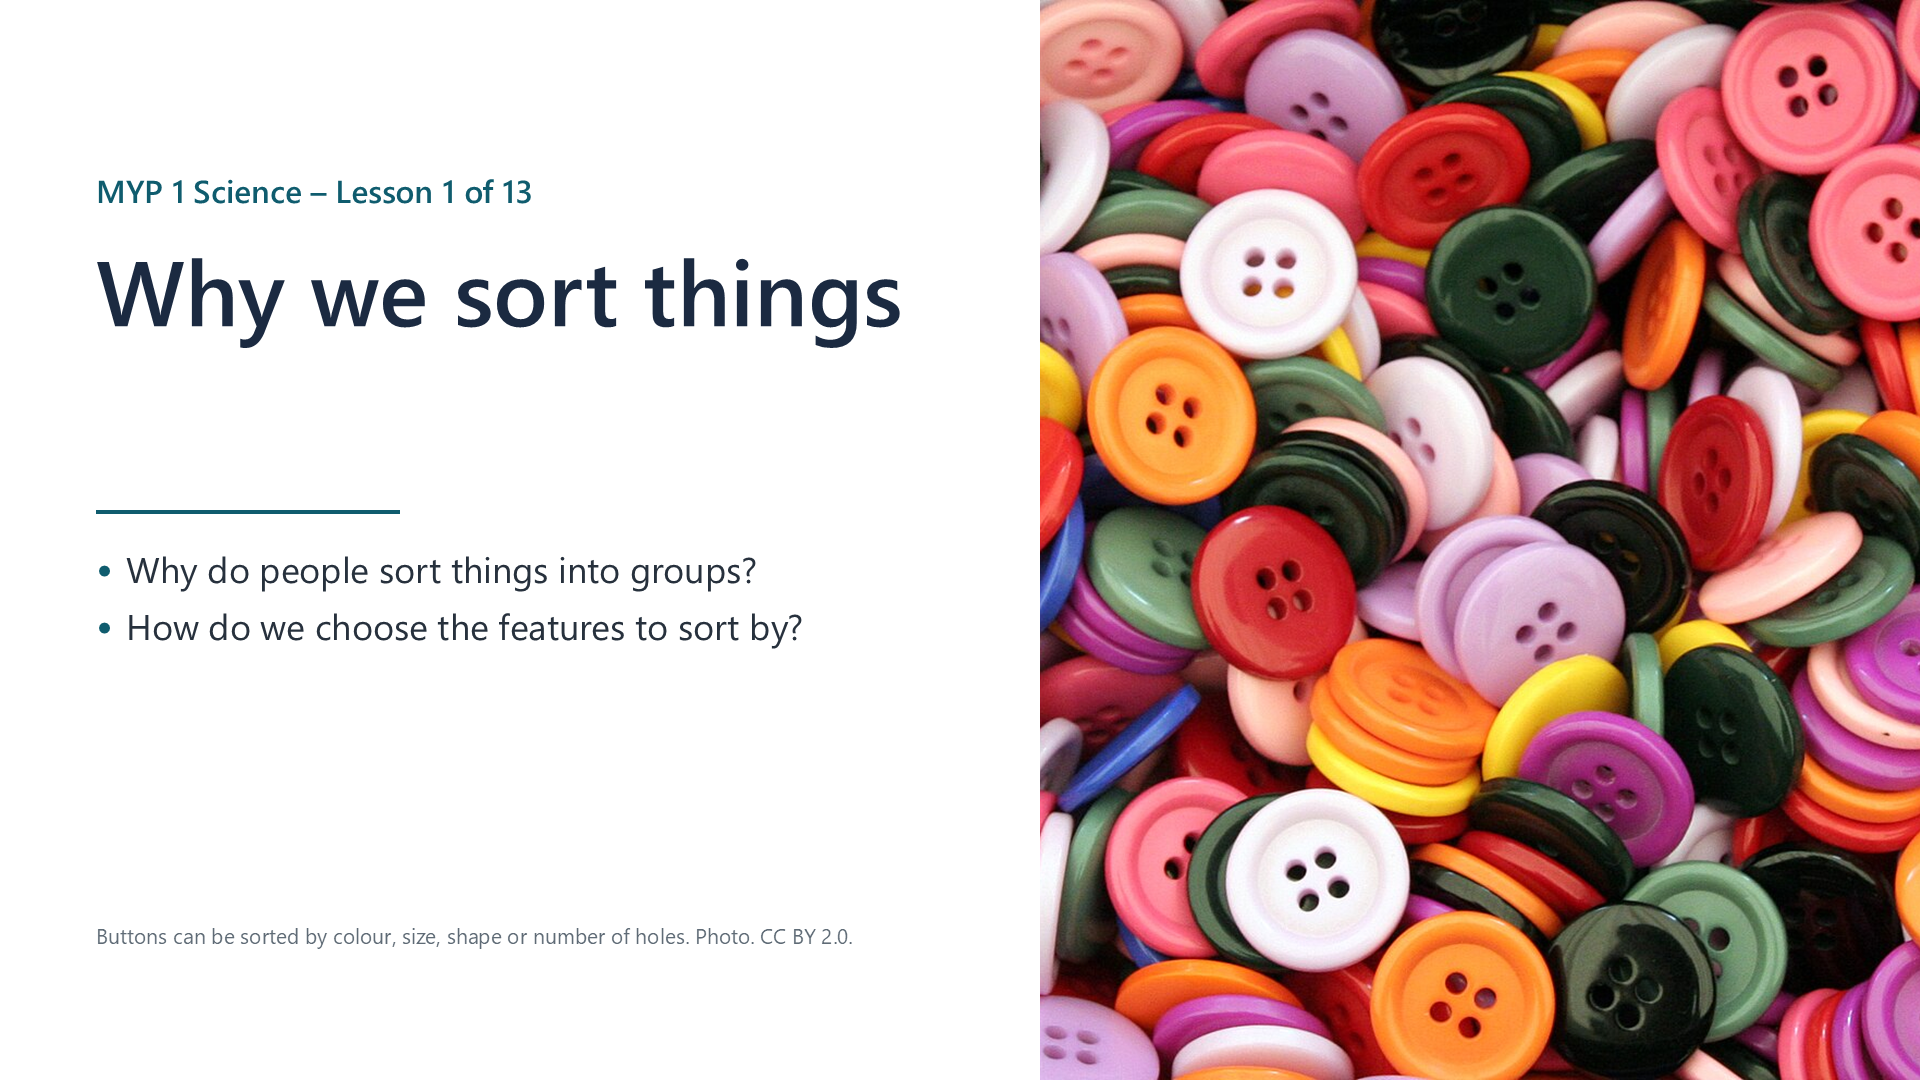 MYP 1 Science – Lesson 1 of 13
Why we sort things
• Why do people sort things into groups?
• How do we choose the features to sort by?
Buttons can be sorted by colour, size, shape or number of holes. Photo. CC BY 2.0.